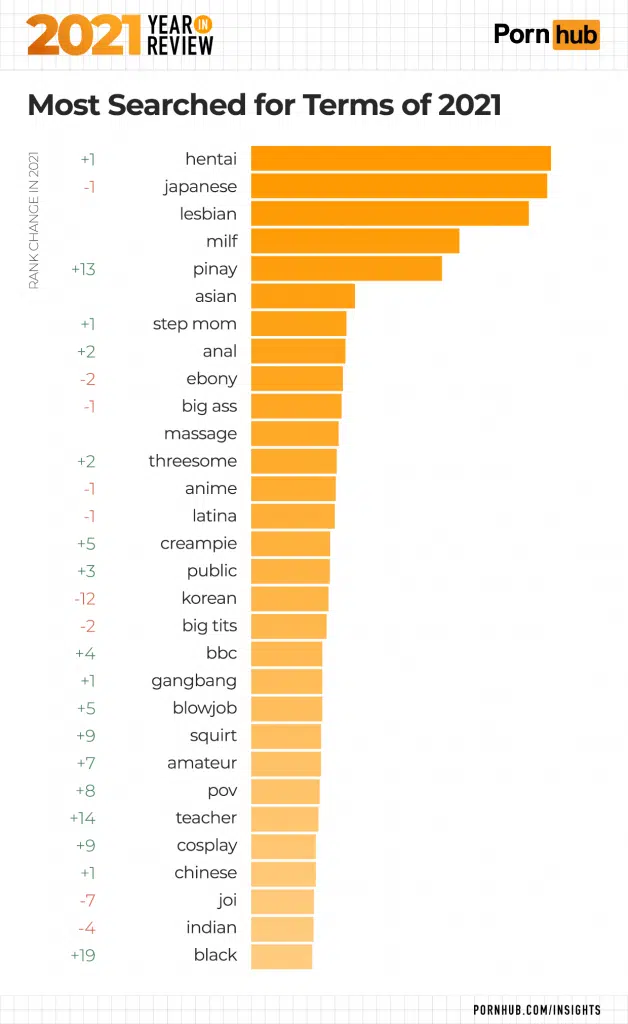 2021 YEAR IN REVIEW
Porn hub
Most Searched for Terms of 2021
RANK CHANGE IN 2021
+1 hentai
-1 japanese
lesbian
milf
+13 pinay
asian
+1 step mom
+2 anal
-2 ebony
-1 big ass
massage
+2 threesome
-1 anime
-1 latina
+5 creampie
+3 public
-12 korean
-2 big tits
+4 bbc
+1 gangbang
+5 blowjob
+9 squirt
+7 amateur
+8 pov
+14 teacher
+9 cosplay
+1 chinese
-7 joi
-4 indian
+19 black
PORNHUB.COM/INSIGHTS